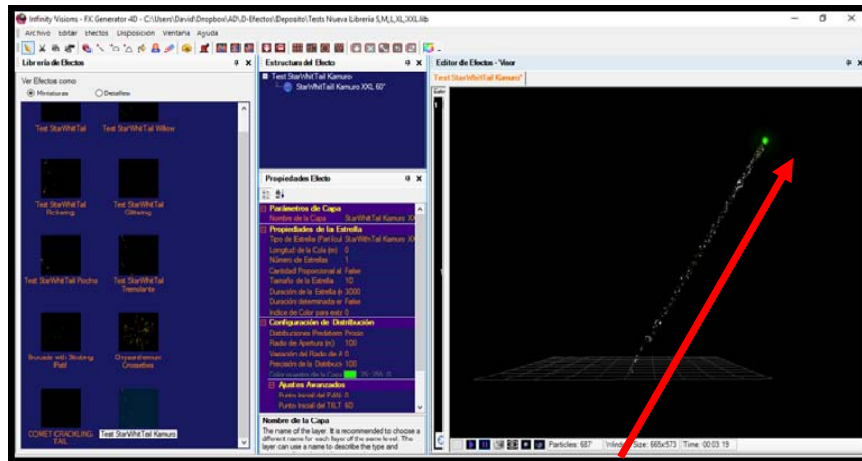 Infinity Visions - FX Generator 4D - C:\Users\David\Dropbox\AD\D-Efectos\Deposito\Tests Nueva Libreria S,M,L,XL,XXL.lib
Archivo Editar Efectos Disposición Ventana Ayuda
Librería de Efectos
Ver Efectos como
Miniaturas Detalles
Test StarWhitTail
Test StarWhitTail Willow
Test StarWhitTail Flickering
Test StarWhitTail Glittering
Test StarWhitTail Pischa
Test StarWhitTail Tremolante
Brocade with
Chrysanthemum Crossettes
COMET CRACKLING TAIL
Test StarWhitTail Kamuro
Estructura del Efecto
Test StarWhitTail Kamuro
StarWhitTail Kamuro XXL 60°
Propiedades Efecto
Parámetros de Capa
Nombre de la Capa StarWhitTail Kamuro XX
Propiedades de la Estrella
Tipo de Estrella (Partícul StarWithTail Kamuro X
Longitud de la Cola (m) 0
Número de Estrellas 1
Cantidad Proporcional al False
Tamaño de la Estrella 10
Duración de la Estrella 3000
Duración determinada False
Indice de Color para 0
Configuración de Distribución
Radio de Apertura (m) 100
Variación del Radio de A 0
Precisión de la Distribuci 100
Ajustes Avanzados
Punto Inicial del PAN 0
Punto Inicial del TILT 60
Nombre de la Capa
The name of the layer. It is recommended to choose a
different name for each layer of the same level. The
layer can use a name to describe the type and
Editor de Efectos - Visor
Test StarWhitTail Kamuro*
Particles: 687
Window Size: 665x573
Time: 00:03:19